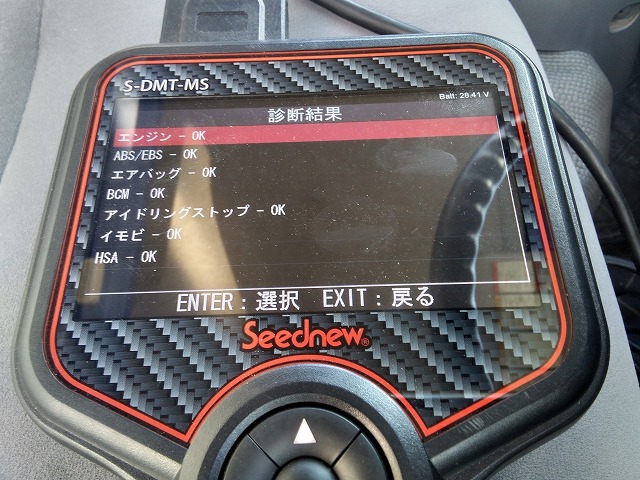 S-DMT-MS
Batt: 28.41 V
診断結果
エンジン - OK
ABS/EBS - OK
エアバッグ - OK
BCM - OK
アイドリングストップ - OK
イモビ - OK
HSA - OK
ENTER：選択 EXIT：戻る
Seednew®